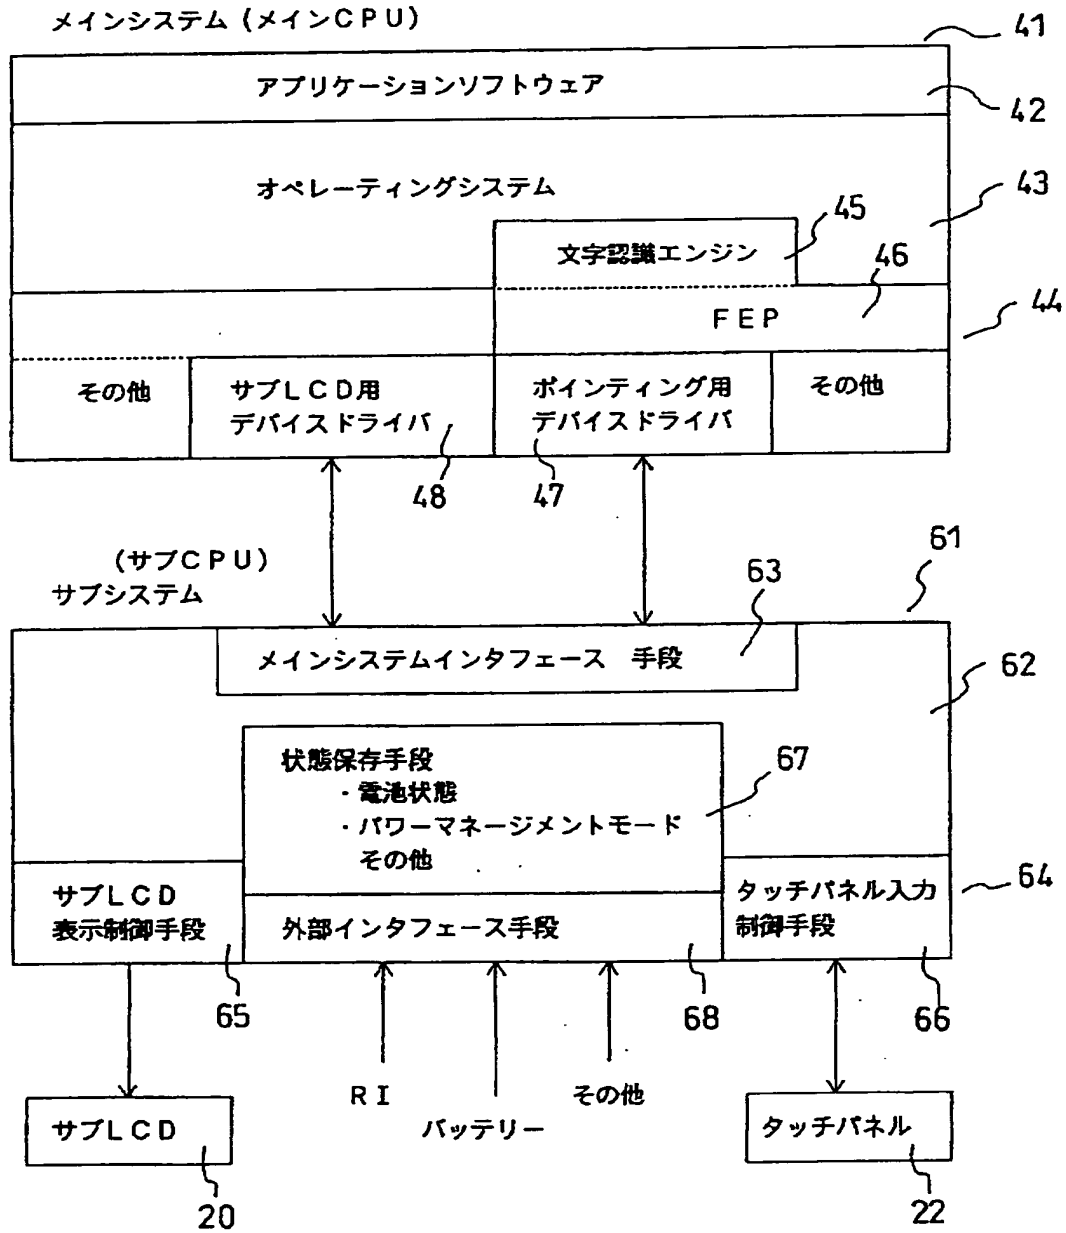 メインシステム(メインCPU)
41
アプリケーションソフトウェア
42
オペレーティングシステム
43
45
文字認識エンジン
46
FEP
44
その他
サブLCD用
デバイスドライバ
ポインティング用
デバイスドライバ
その他
48
47
(サブCPU)
サブシステム
61
63
メインシステムインタフェース 手段
62
状態保存手段
・電池状態
・パワーマネージメントモード
その他
67
サブLCD
表示制御手段
外部インタフェース手段
タッチパネル入力
制御手段
64
65
68
66
RI
バッテリー
その他
サブLCD
タッチパネル
20
22